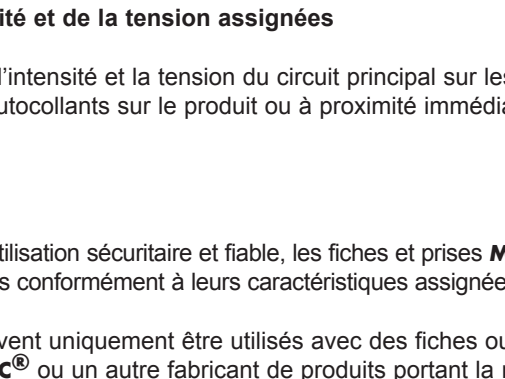 ité et de la tension assignées
l'intensité et la tension du circuit principal sur les
utocollants sur le produit ou à proximité immédia
tilisation sécuritaire et fiable, les fiches et prises M
s conformément à leurs caractéristiques assignée
vent uniquement être utilisés avec des fiches ou
c® ou un autre fabricant de produits portant la